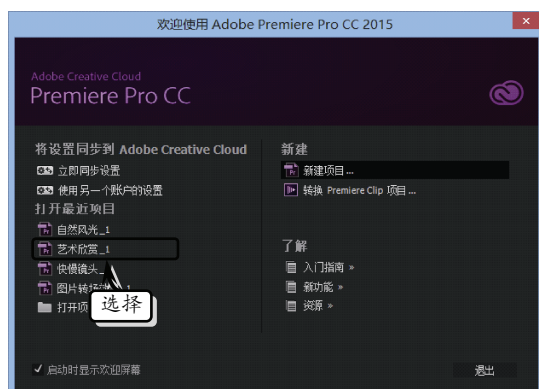 欢迎使用 Adobe Premiere Pro CC 2015
Adobe Creative Cloud
Premiere Pro CC
将设置同步到 Adobe Creative Cloud
立即同步设置
使用另一个账户的设置
打开最近项目
自然风光_1
艺术欣赏_1
快慢镜头_
图片转场
打开项
选择
新建
新建项目...
转换 Premiere Clip 项目...
了解
入门指南 »
新功能 »
资源 »
启动时显示欢迎屏幕
退出